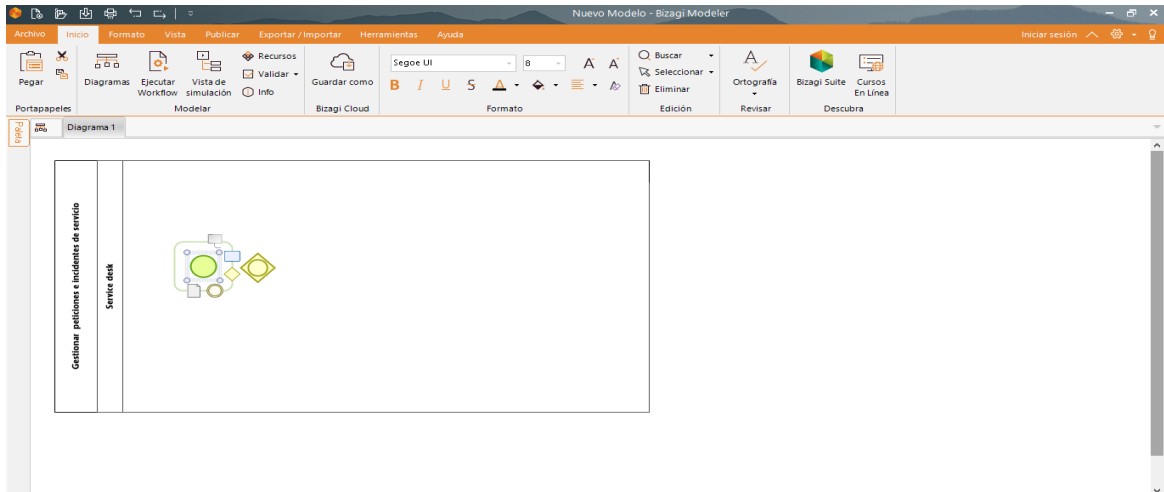 Nuevo Modelo - Bizagi Modeler
Archivo Inicio Formato Vista Publicar Exportar / Importar Herramientas Ayuda Iniciar sesión
Pegar
Portapapeles
Diagramas
Ejecutar
Workflow
Vista de
simulación
Recursos
Validar
Info
Modelar
Guardar como
Bizagi Cloud
Segoe UI 8 A A
B I U S A
Formato
Buscar
Seleccionar
Eliminar
Edición
Ortografía
Revisar
Bizagi Suite
Cursos
En Línea
Descubra
Paleta
Diagrama 1
Gestionar peticiones e incidentes de servicio
Service desk